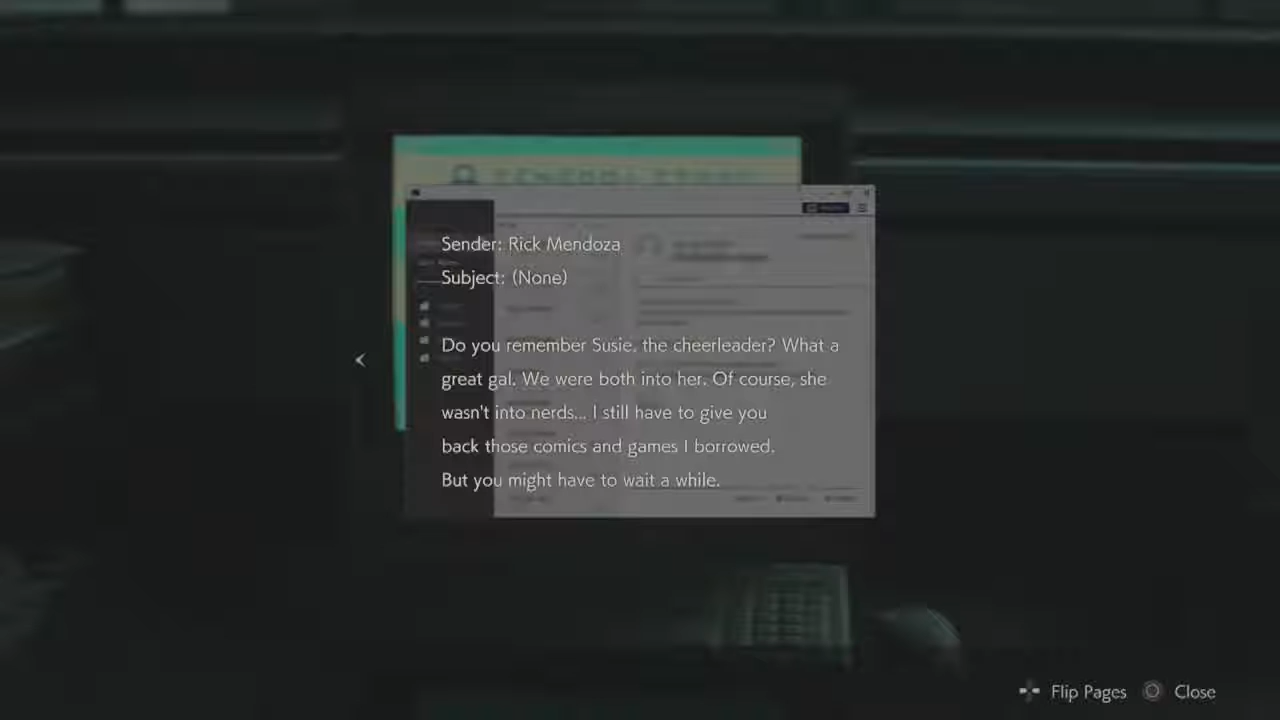 Sender: Rick Mendoza
Subject: (None)
Do you remember Susie, the cheerleader? What a
great gal. We were both into her. Of course, she
wasn't into nerds... I still have to give you
back those comics and games I borrowed.
But you might have to wait a while.
Flip Pages Close